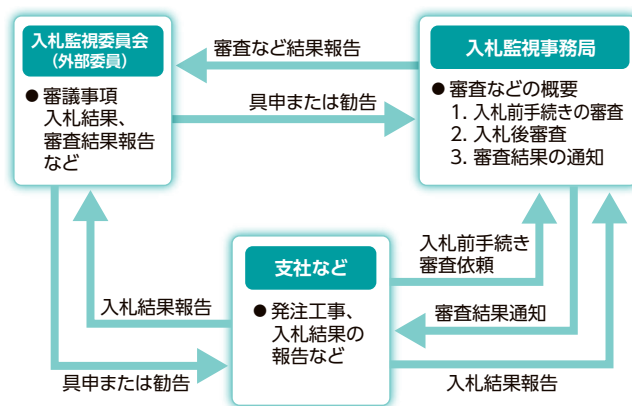 入札監視委員会
（外部委員）
● 審議事項
入札結果、
審査結果報告
など
審査など結果報告
具申または勧告
入札監視事務局
● 審査などの概要
1. 入札前手続きの審査
2. 入札後審査
3. 審査結果の通知
支社など
● 発注工事、
入札結果の
報告など
入札結果報告
具申または勧告
入札前手続き
審査依頼
審査結果通知
入札結果報告